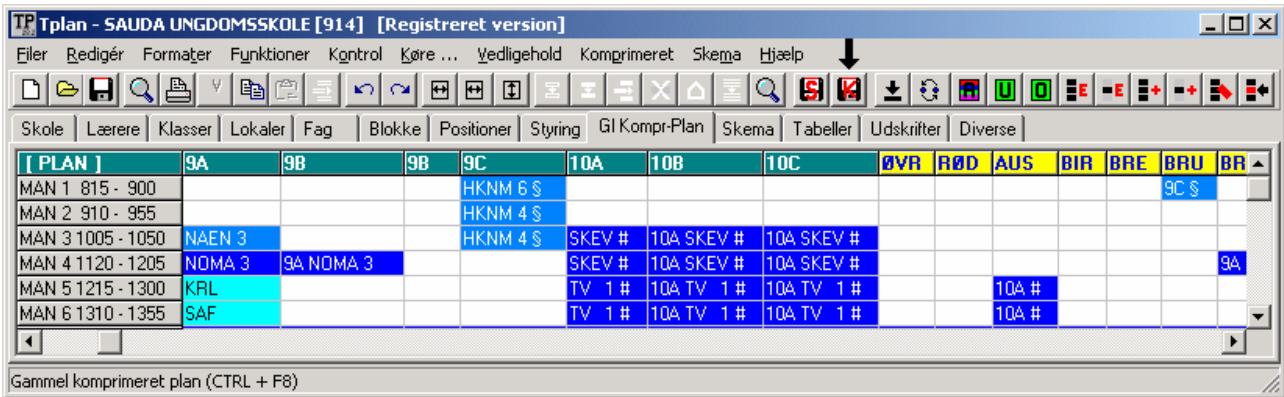 Tplan - SAUDA UNGDOMSSKOLE [914]   [Registreret version]
Filer Redigér Formater Funktioner Kontrol Køre ... Vedligehold Komprimeret Skema Hjælp
S K U O E E
Skole Lærere Klasser Lokaler Fag Blokke Positioner Styring Gl Kompr-Plan Skema Tabeller Udskrifter Diverse
[ PLAN ] 9A 9B 9B 9C 10A 10B 10C ØVR RØD AUS BIR BRE BRU BR
MAN 1 815 - 900 HKNM 6 § 9C §
MAN 2 910 - 955 HKNM 4 §
MAN 3 1005 - 1050 NAEN 3 HKNM 4 § SKEV # 10A SKEV # 10A SKEV #
MAN 4 1120 - 1205 NOMA 3 9A NOMA 3 SKEV # 10A SKEV # 10A SKEV # 9A
MAN 5 1215 - 1300 KRL TV 1 # 10A TV 1 # 10A TV 1 # 10A #
MAN 6 1310 - 1355 SAF TV 1 # 10A TV 1 # 10A TV 1 # 10A #
Gammel komprimeret plan (CTRL + F8)